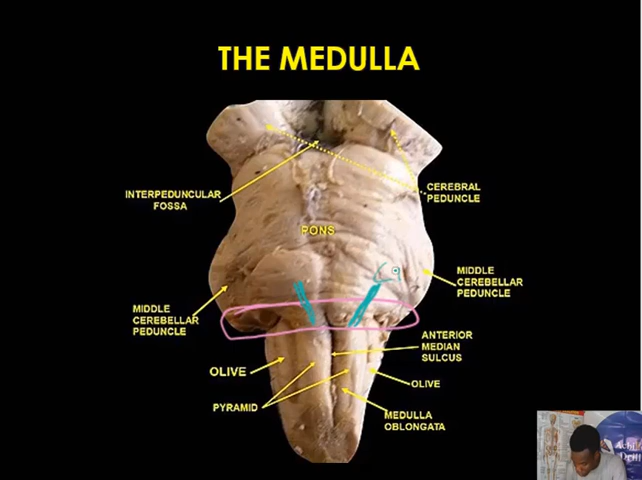 THE MEDULLA
INTERPEDUNCULAR
FOSSA
CEREBRAL
PEDUNCLE
PONS
MIDDLE
CEREBELLAR
PEDUNCLE
MIDDLE
CEREBELLAR
PEDUNCLE
ANTERIOR
MEDIAN
SULCUS
OLIVE
OLIVE
PYRAMID
MEDULLA
OBLONGATA